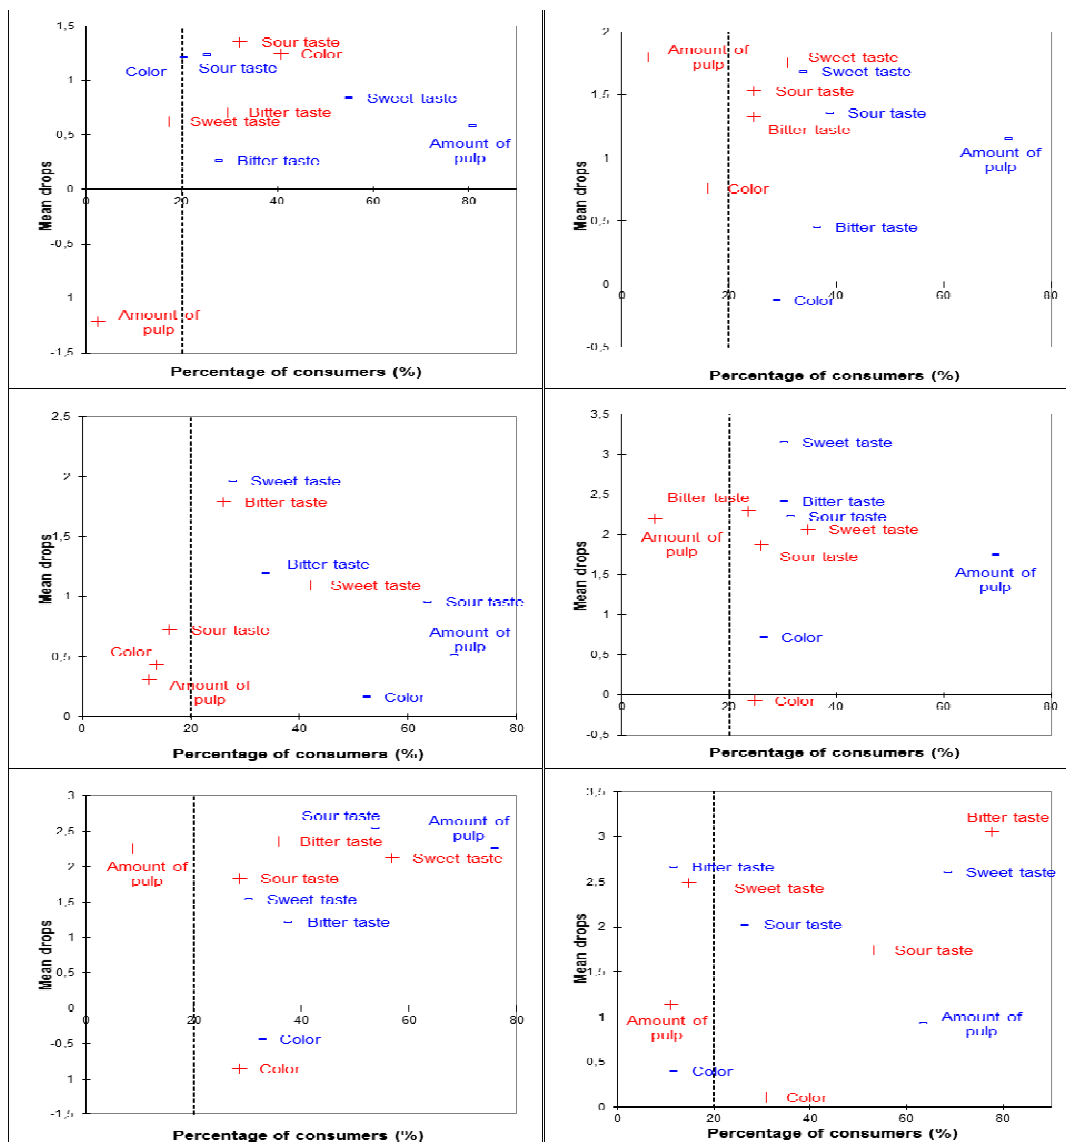 1,5
Sour taste
Color
Color
Sour taste
1
Sweet taste
Bitter taste
Sweet taste
0,5
Amount of
pulp
Bitter taste
Mean drops
0
0 20 40 60 80
-0,5
1
Amount of
pulp
-1,5
Percentage of consumers (%)
2
Amount of
pulp
Sweet taste
Sweet taste
1,5
Sour taste
Sour taste
Bitter taste
1
Amount of
pulp
Mean drops
Color
0,5
Bitter taste
0
0 20 40 60 80
Color
-0,5
Percentage of consumers (%)
2,5
2
Sweet taste
Bitter taste
1,5
Bitter taste
Sweet taste
Mean drops
1
Sour taste
Sour taste
Amount of
pulp
Color
0,5
Amount of
pulp
Color
0
0 20 40 60 80
Percentage of consumers (%)
3,5
Sweet taste
3
2,5
Bitter taste
Bitter taste
Sour taste
Sweet taste
2
Amount of
pulp
Sour taste
1,5
Amount of
pulp
Mean drops
1
Color
0,5
0
Color
0 20 40 60 80
-0,5
Percentage of consumers (%)
3
Sour taste
Amount of
pulp
2,5
Bitter taste
Sweet taste
Amount of
pulp
2
Sour taste
1,5
Sweet taste
Bitter taste
Mean drops
1
0,5
0
0 20 40 60 80
Color
-0,5
Color
1
-1,5
Percentage of consumers (%)
3,5
Bitter taste
3
Bitter taste
Sweet taste
2,5
Sweet taste
Sour taste
2
Sour taste
1,5
Mean drops
Amount of
pulp
1
Amount of
pulp
0,5
Color
Color
0
0 20 40 60 80
Percentage of consumers (%)